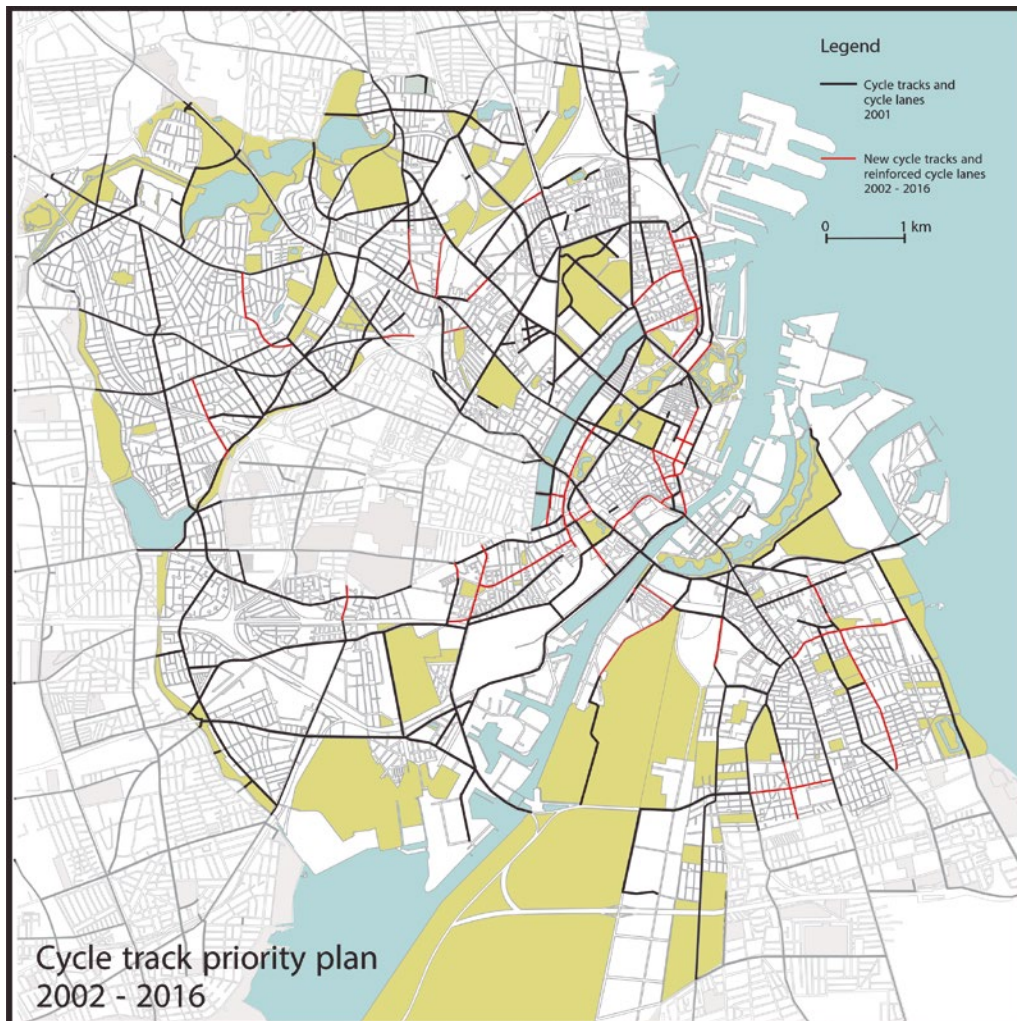 Legend
Cycle tracks and
cycle lanes
2001
New cycle tracks and
reinforced cycle lanes
2002 - 2016
0 1 km
Cycle track priority plan
2002 - 2016